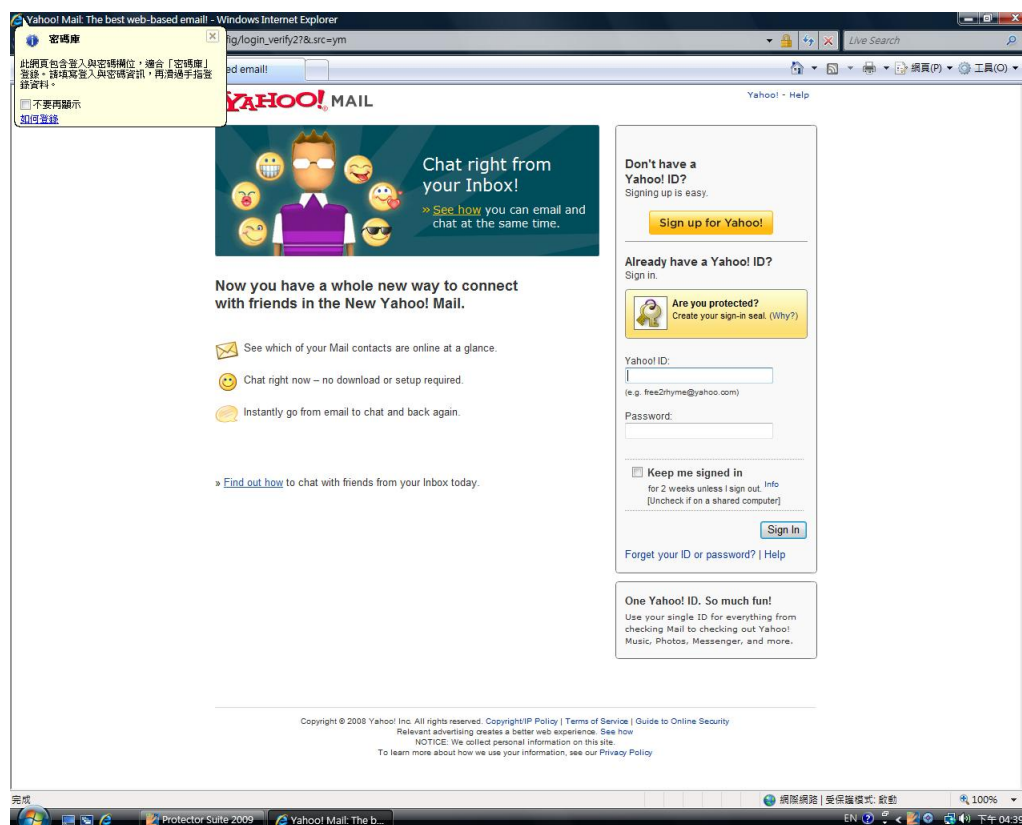 Yahoo! Mail: The best web-based email! - Windows Internet Explorer
密碼庫
此網頁包含登入與密碼欄位，適合「密碼庫」
登錄。請填寫登入與密碼資訊，再滑過手指登
錄資料。
不要再顯示
如何登錄
fig/login_verify2?&.src=ym
Live Search
ed email!
網頁(P)
工具(O)
YAHOO! MAIL
Yahoo! - Help
Chat right from
your Inbox!
» See how you can email and
chat at the same time.
Now you have a whole new way to connect
with friends in the New Yahoo! Mail.
See which of your Mail contacts are online at a glance.
Chat right now – no download or setup required.
Instantly go from email to chat and back again.
» Find out how to chat with friends from your Inbox today.
Don't have a
Yahoo! ID?
Signing up is easy.
Sign up for Yahoo!
Already have a Yahoo! ID?
Sign in.
Are you protected?
Create your sign-in seal. (Why?)
Yahoo! ID:
(e.g. free2rhyme@yahoo.com)
Password:
Keep me signed in
for 2 weeks unless I sign out. Info
[Uncheck if on a shared computer]
Sign In
Forget your ID or password? | Help
One Yahoo! ID. So much fun!
Use your single ID for everything from
checking Mail to checking out Yahoo!
Music, Photos, Messenger, and more.
Copyright © 2008 Yahoo! Inc. All rights reserved. Copyright/IP Policy | Terms of Service | Guide to Online Security
Relevant advertising creates a better web experience. See how
NOTICE: We collect personal information on this site.
To learn more about how we use your information, see our Privacy Policy
完成
網際網路 | 受保護模式: 啟動
100%
Protector Suite 2009
Yahoo! Mail: The b...
EN
下午 04:39